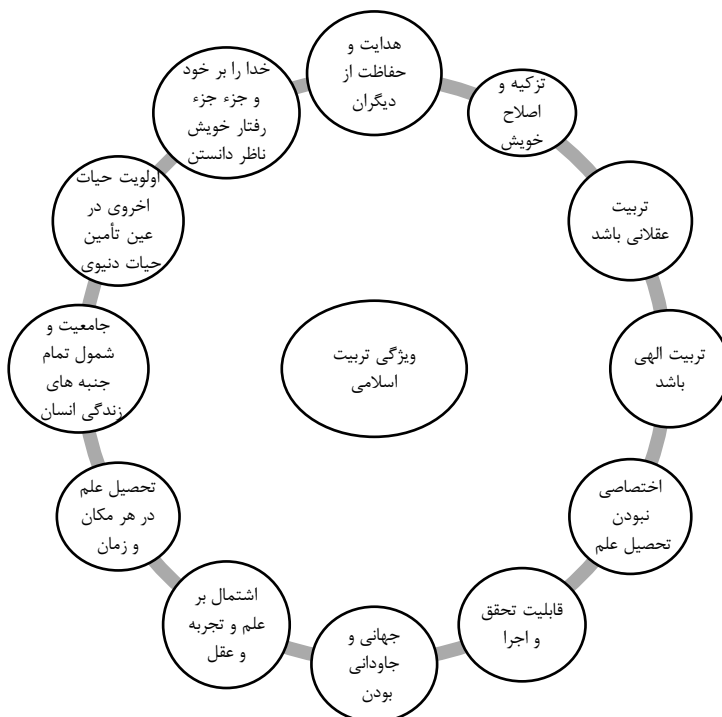 هدایت و
حفاظت از
دیگران
تزکیه و
اصلاح
خویش
تربیت
عقلانی باشد
تربیت الهی
باشد
اختصاصی
نبودن
تحصیل علم
قابلیت تحقق
و اجرا
جهانی و
جاودانی
بودن
اشتمال بر
علم و تجربه
و عقل
تحصیل علم
در هر مکان
و زمان
جامعیت و
شمول تمام
جنبه های
زندگی انسان
اولویت حیات
اخروی در
عین تأمین
حیات دنیوی
خدا را بر خود
و جزء جزء
رفتار خویش
ناظر دانستن
ویژگی تربیت
اسلامی